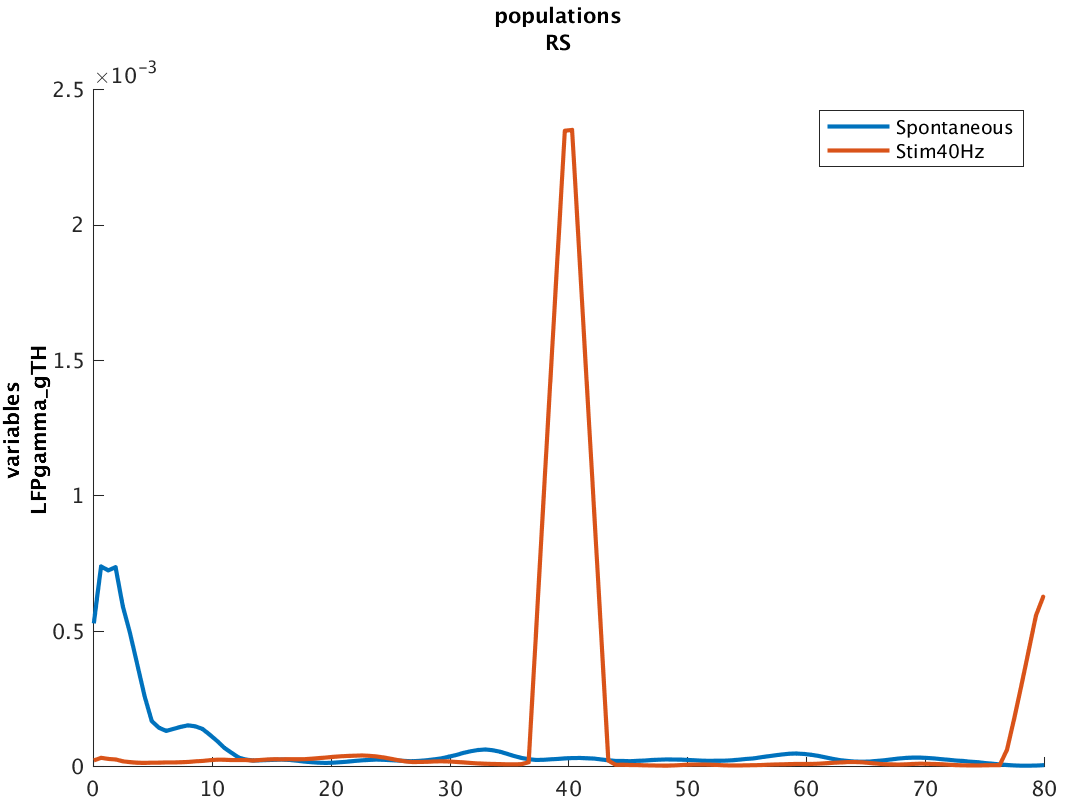 populations
RS
×10⁻³
2.5
2
1.5
1
0.5
0
variables
LFPgamma_gTH
Spontaneous
Stim40Hz
0 10 20 30 40 50 60 70 80